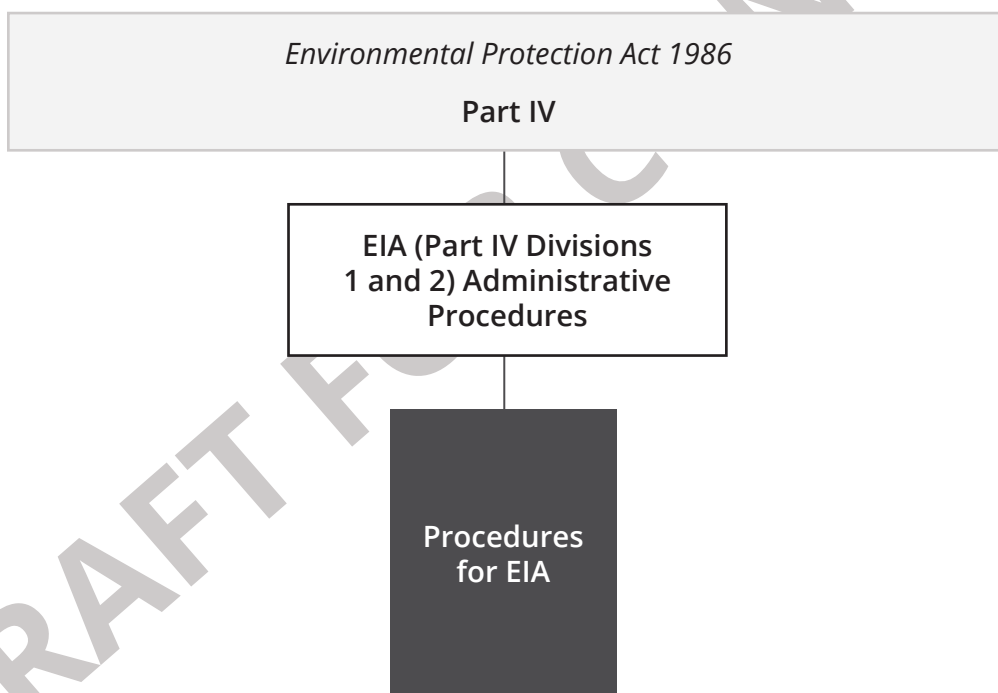 Environmental Protection Act 1986
Part IV
EIA (Part IV Divisions
1 and 2) Administrative
Procedures
Procedures
for EIA